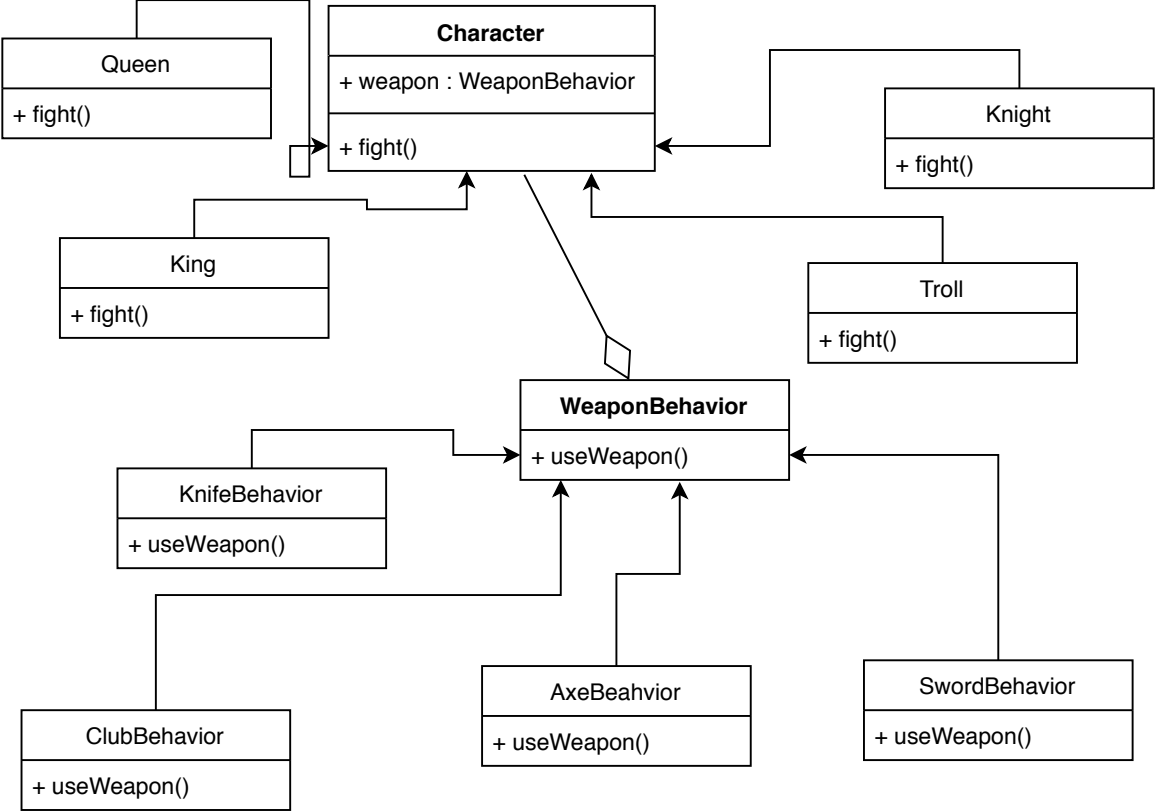 Character
+ weapon : WeaponBehavior
+ fight()
Queen
+ fight()
Knight
+ fight()
King
+ fight()
Troll
+ fight()
WeaponBehavior
+ useWeapon()
KnifeBehavior
+ useWeapon()
ClubBehavior
+ useWeapon()
AxeBeahvior
+ useWeapon()
SwordBehavior
+ useWeapon()